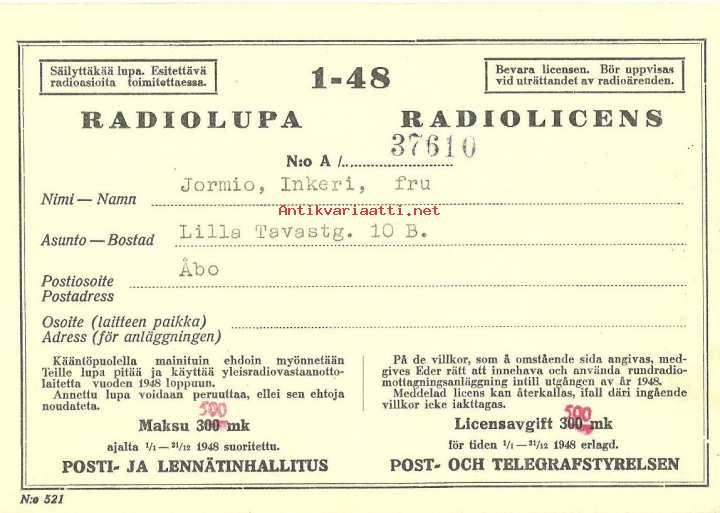 Säilyttäkää lupa. Esitettävä
radioasioita toimitettaessa.
1-48
Bevara licensen. Bör uppvisas
vid uträttandet av radioärenden.
RADIOLUPA RADIOLICENS
N:o A /. 37610
Nimi — Namn Jormio, Inkeri, fru
Antikvariaatti.net
Asunto — Bostad Lilla Tavastg. 10 B.
Postiosoite Åbo
Postadress
Osoite (laitteen paikka)
Adress (för anläggningen)
Kääntöpuolella mainituin ehdoin myönnetään
Teille lupa pitää ja käyttää yleisradiovastaanotto-
laitetta vuoden 1948 loppuun.
Annettu lupa voidaan peruuttaa, ellei sen ehtoja
noudateta.
500
Maksu 300 mk
ajalta 1/1 — 31/12 1948 suoritettu.
POSTI- JA LENNÄTINHALLITUS
På de villkor, som å omstående sida angivas, med-
gives Eder rätt att innehava och använda rundradio-
mottagningsanläggning intill utgången av år 1948.
Meddelad licens kan återkallas, ifall däri ingående
villkor icke iakttagas.
500
Licensavgift 300 mk
för tiden 1/1 — 31/12 1948 erlagd.
POST- OCH TELEGRAFSTYRELSEN
N:o 521